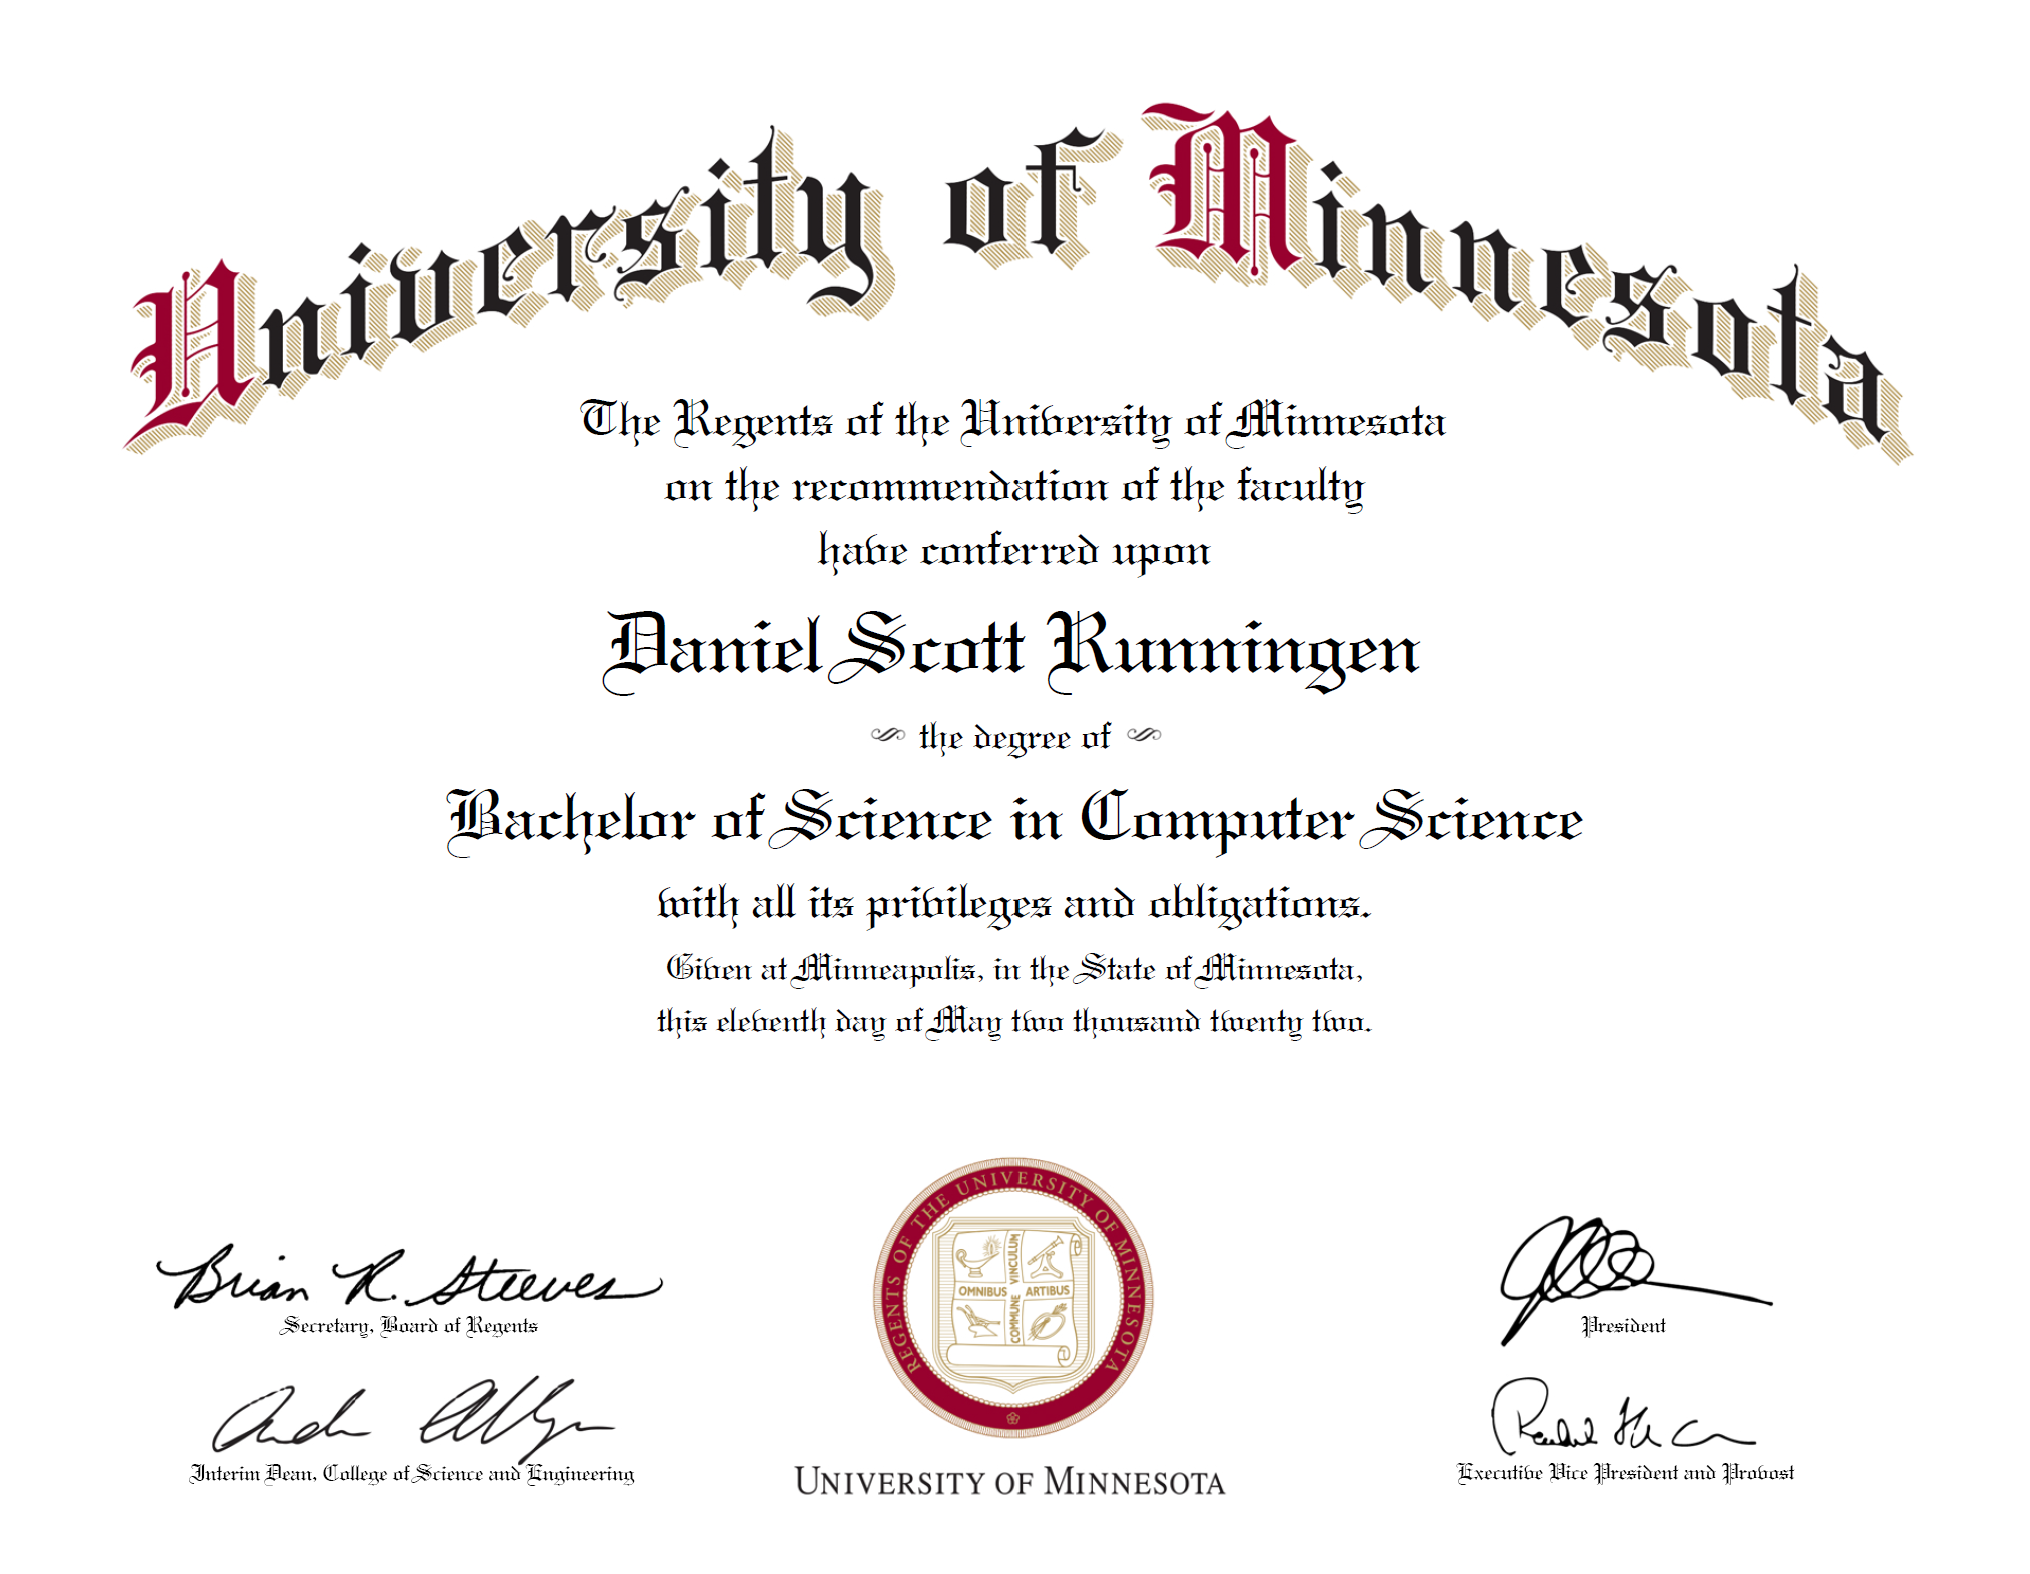 University of Minnesota
The Regents of the University of Minnesota
on the recommendation of the faculty
have conferred upon
Daniel Scott Runningen
the degree of
Bachelor of Science in Computer Science
with all its privileges and obligations.
Given at Minneapolis, in the State of Minnesota,
this eleventh day of May two thousand twenty two.
Brian R. Steeves
Secretary, Board of Regents
Interim Dean, College of Science and Engineering
REGENTS OF THE UNIVERSITY OF MINNESOTA
OMNIBUS ARTIBUS
COMMUNE VINCULUM
UNIVERSITY OF MINNESOTA
President
Executive Vice President and Provost